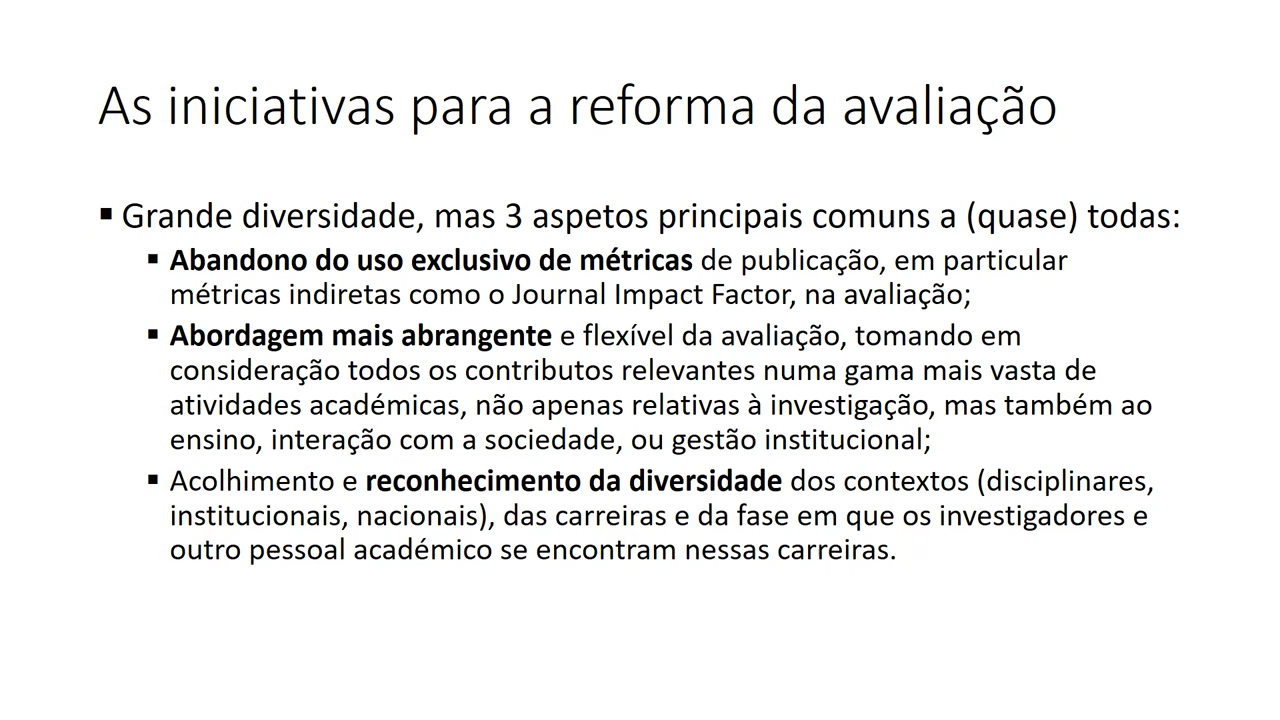 As iniciativas para a reforma da avaliação
▪ Grande diversidade, mas 3 aspetos principais comuns a (quase) todas:
▪ Abandono do uso exclusivo de métricas de publicação, em particular
métricas indiretas como o Journal Impact Factor, na avaliação;
▪ Abordagem mais abrangente e flexível da avaliação, tomando em
consideração todos os contributos relevantes numa gama mais vasta de
atividades académicas, não apenas relativas à investigação, mas também ao
ensino, interação com a sociedade, ou gestão institucional;
▪ Acolhimento e reconhecimento da diversidade dos contextos (disciplinares,
institucionais, nacionais), das carreiras e da fase em que os investigadores e
outro pessoal académico se encontram nessas carreiras.